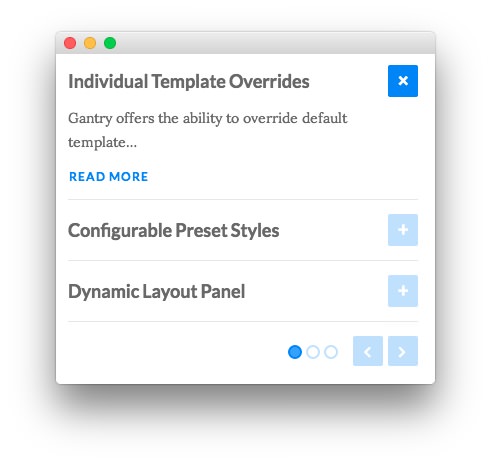 Individual Template Overrides
Gantry offers the ability to override default
template...
READ MORE
Configurable Preset Styles
Dynamic Layout Panel